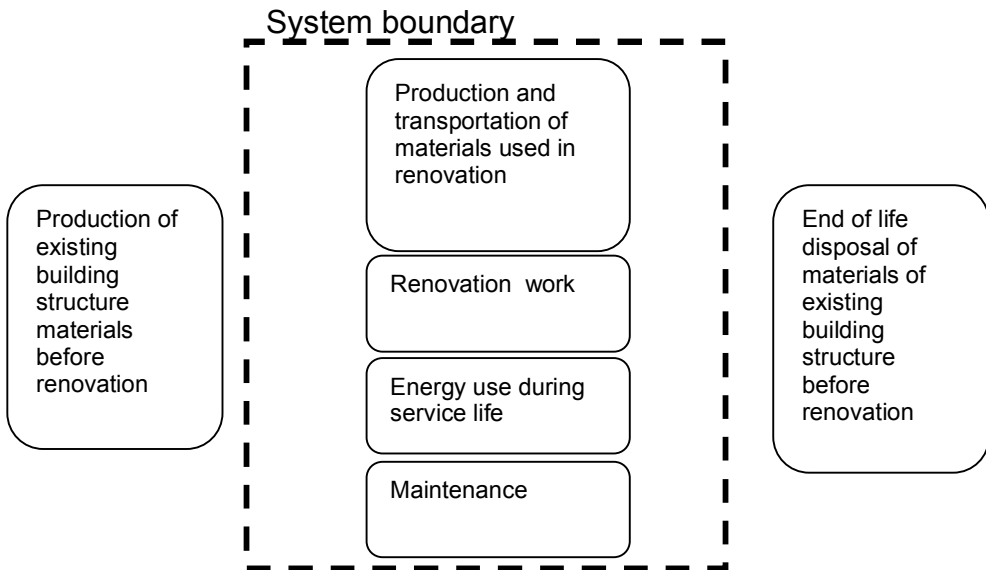 System boundary
Production and
transportation of
materials used in
renovation
Production of
existing
building
structure
materials
before
renovation
Renovation work
Energy use during
service life
Maintenance
End of life
disposal of
materials of
existing
building
structure
before
renovation